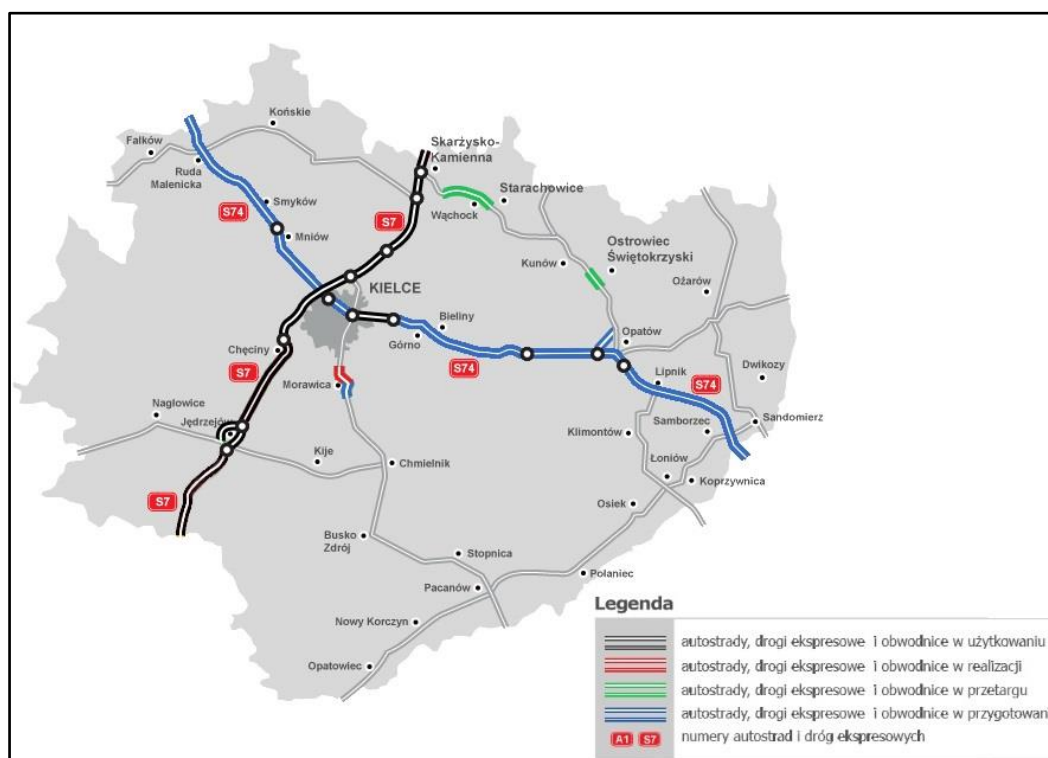 Końskie
Fałków
Ruda
Malenicka
Skarżysko-
Kamienna
Starachowice
Wąchock
Smyków
S74
S7
Mniów
Kunów
Ostrowiec
Świętokrzyski
Ożarów
KIELCE
Bieliny
Górno
Opatów
Chęciny
S7
S74
Dwikozy
Morawica
Lipnik
S74
Nagłowice
Jędrzejów
Klimontów
Samborzec
Sandomierz
Kije
Chmielnik
Łoniów
Koprzywnica
S7
Osiek
Busko
Zdrój
Stopnica
Połaniec
Pacanów
Nowy Korczyn
Opatowiec
Legenda
autostrady, drogi ekspresowe i obwodnice w użytkowaniu
autostrady, drogi ekspresowe i obwodnice w realizacji
autostrady, drogi ekspresowe i obwodnice w przetargu
autostrady, drogi ekspresowe i obwodnice w przygotowani
A1 S7 numery autostrad i dróg ekspresowych